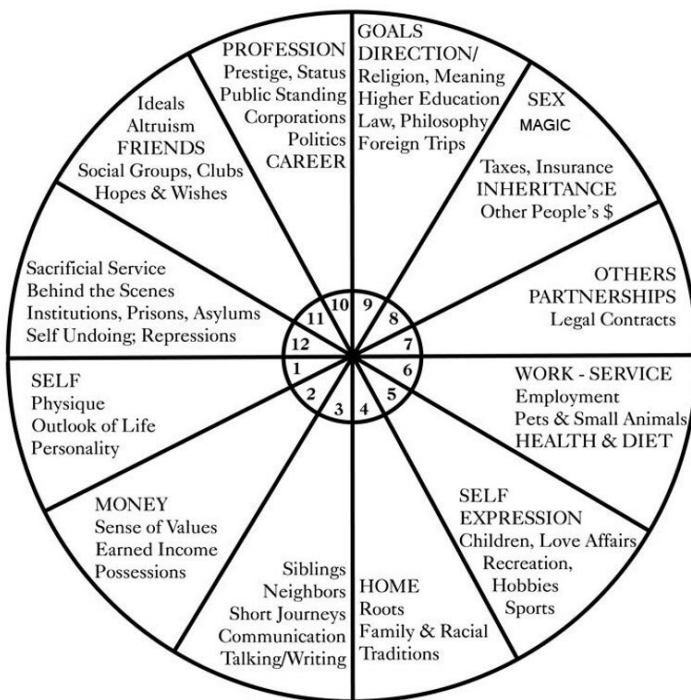 PROFESSION
Prestige, Status
Public Standing
Corporations
Politics
CAREER
GOALS
DIRECTION/
Religion, Meaning
Higher Education
Law, Philosophy
Foreign Trips
Ideals
Altruism
FRIENDS
Social Groups, Clubs
Hopes & Wishes
SEX
MAGIC
Taxes, Insurance
INHERITANCE
Other People's $
Sacrificial Service
Behind the Scenes
Institutions, Prisons, Asylums
Self Undoing; Repressions
OTHERS
PARTNERSHIPS
Legal Contracts
10
9
11
8
12
7
1
6
2
5
3
4
SELF
Physique
Outlook of Life
Personality
WORK - SERVICE
Employment
Pets & Small Animals
HEALTH & DIET
MONEY
Sense of Values
Earned Income
Possessions
SELF
EXPRESSION
Children, Love Affairs
Recreation,
Hobbies
Sports
Siblings
Neighbors
Short Journeys
Communication
Talking/Writing
HOME
Roots
Family & Racial
Traditions